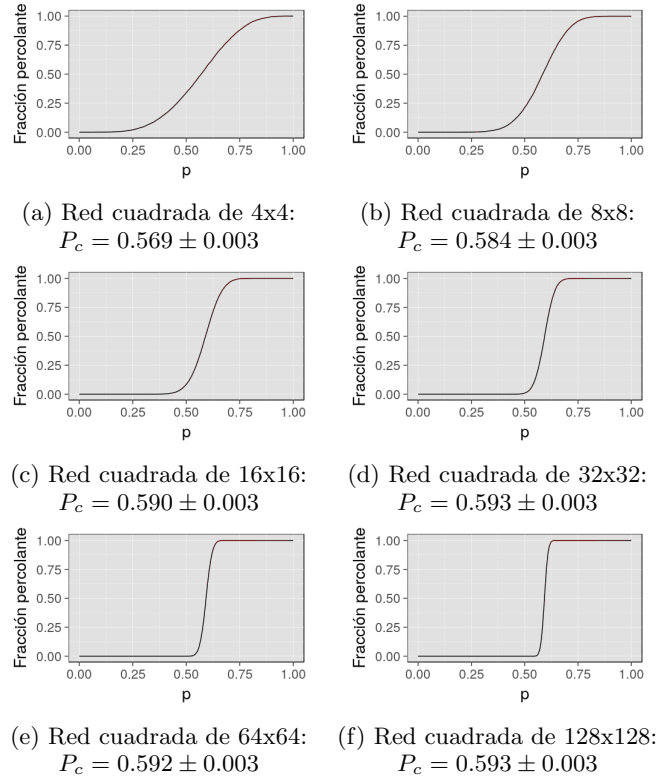 Fracción percolante
1.00
0.75
0.50
0.25
0.00
0.00 0.25 0.50 0.75 1.00
p
(a) Red cuadrada de 4x4:
P_c = 0.569 ± 0.003
Fracción percolante
1.00
0.75
0.50
0.25
0.00
0.00 0.25 0.50 0.75 1.00
p
(b) Red cuadrada de 8x8:
P_c = 0.584 ± 0.003
Fracción percolante
1.00
0.75
0.50
0.25
0.00
0.00 0.25 0.50 0.75 1.00
p
(c) Red cuadrada de 16x16:
P_c = 0.590 ± 0.003
Fracción percolante
1.00
0.75
0.50
0.25
0.00
0.00 0.25 0.50 0.75 1.00
p
(d) Red cuadrada de 32x32:
P_c = 0.593 ± 0.003
Fracción percolante
1.00
0.75
0.50
0.25
0.00
0.00 0.25 0.50 0.75 1.00
p
(e) Red cuadrada de 64x64:
P_c = 0.592 ± 0.003
Fracción percolante
1.00
0.75
0.50
0.25
0.00
0.00 0.25 0.50 0.75 1.00
p
(f) Red cuadrada de 128x128:
P_c = 0.593 ± 0.003